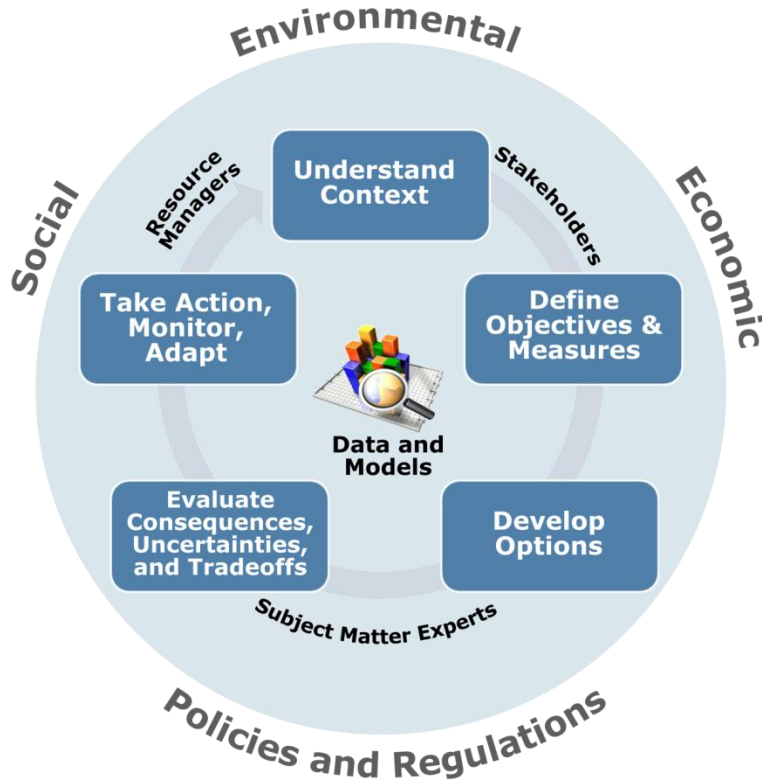 Environmental
Social
Economic
Resource
Managers
Stakeholders
Understand
Context
Take Action,
Monitor,
Adapt
Define
Objectives &
Measures
Data and
Models
Evaluate
Consequences,
Uncertainties,
and Tradeoffs
Develop
Options
Subject Matter Experts
Policies and Regulations